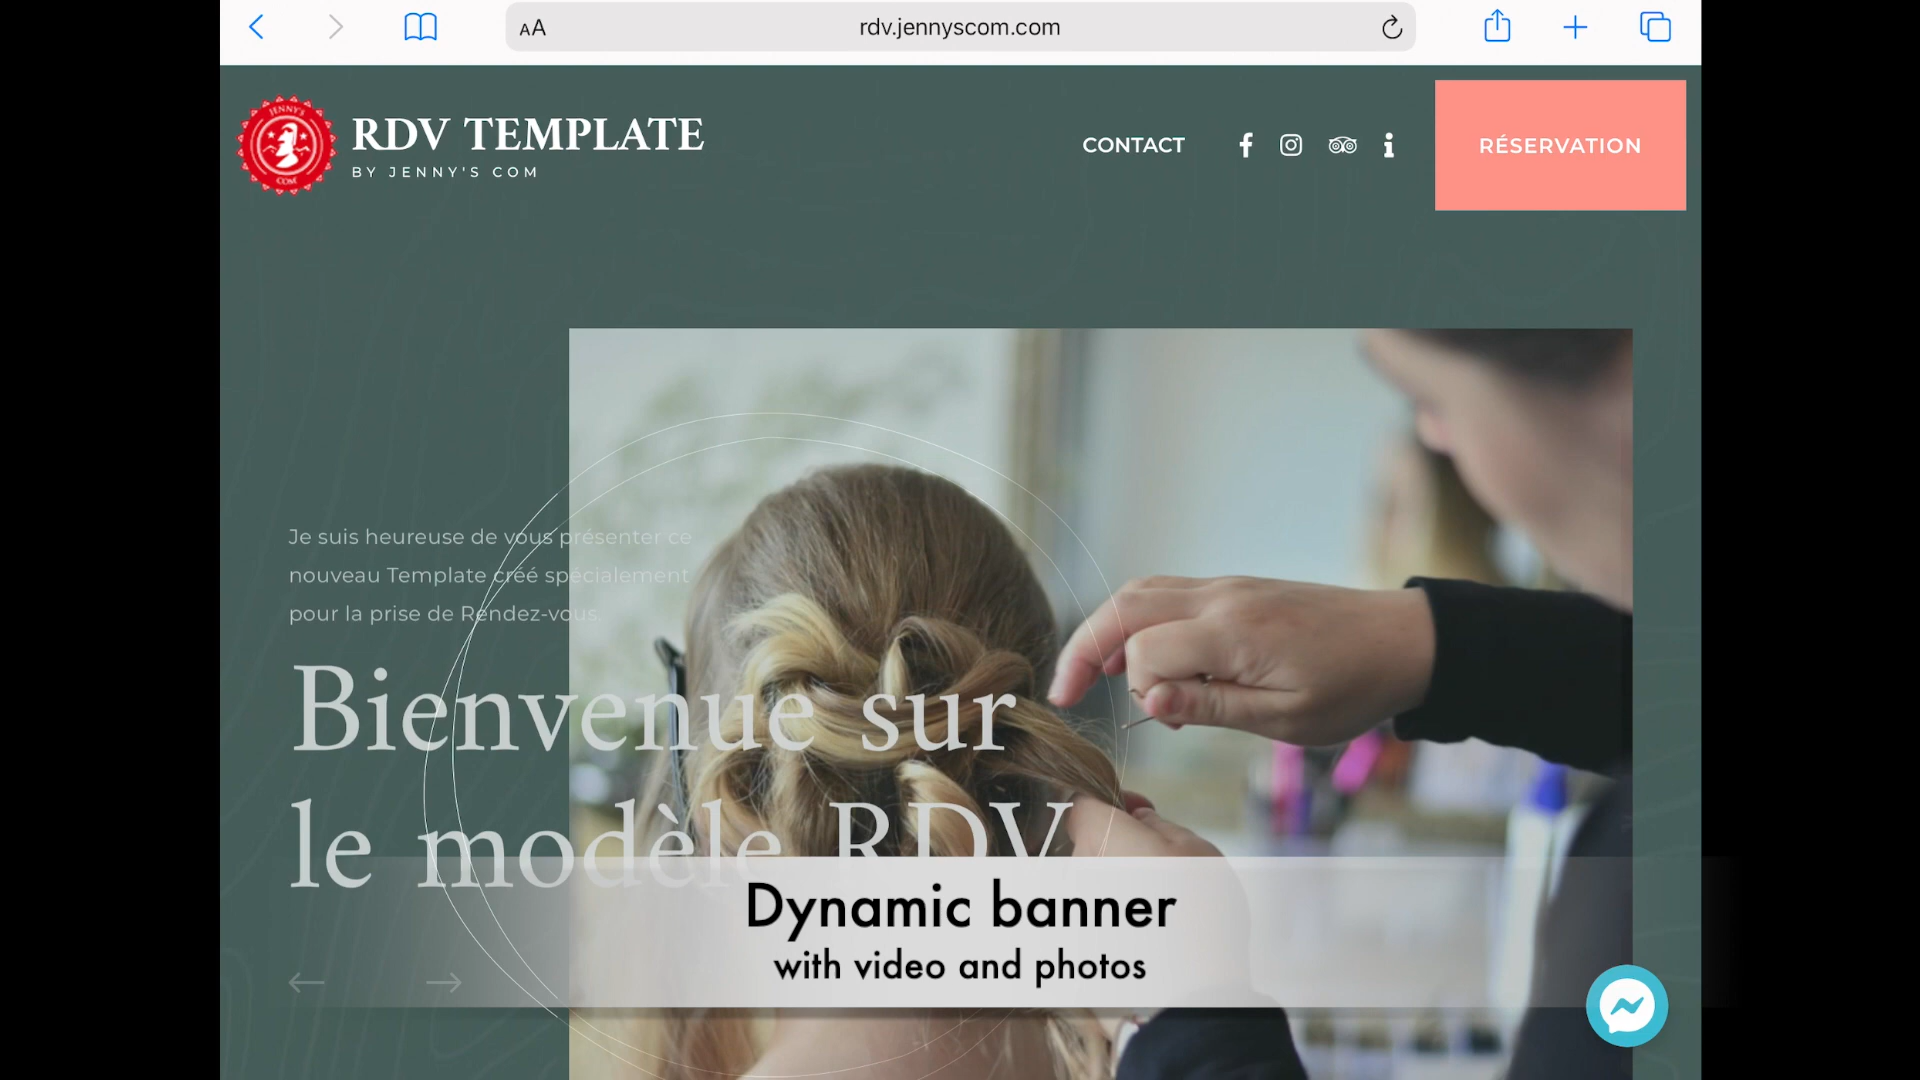 AA
rdv.jennyscom.com
JENNY'S
COM
RDV TEMPLATE
BY JENNY'S COM
CONTACT
RÉSERVATION
Je suis heureuse de vous présenter ce
nouveau Template créé spécialement
pour la prise de Rendez-vous.
Bienvenue sur
le modèle RDV
Dynamic banner
with video and photos